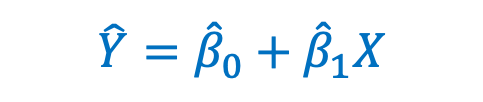 Ŷ = β̂₀ + β̂₁X